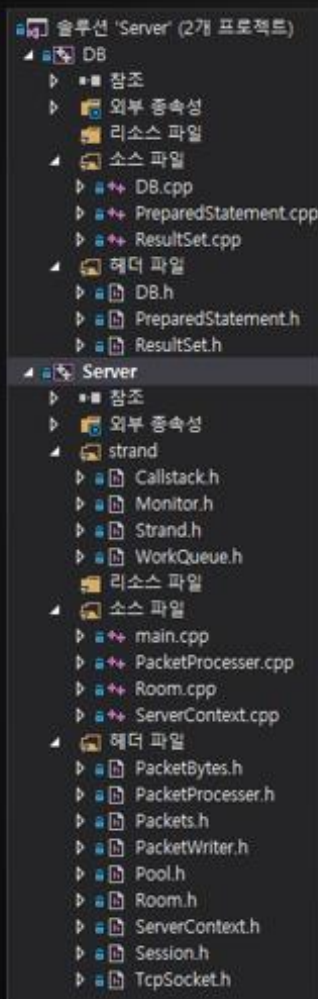 솔루션 'Server' (2개 프로젝트)
DB
참조
외부 종속성
리소스 파일
소스 파일
DB.cpp
PreparedStatement.cpp
ResultSet.cpp
헤더 파일
DB.h
PreparedStatement.h
ResultSet.h
Server
참조
외부 종속성
strand
Callstack.h
Monitor.h
Strand.h
WorkQueue.h
리소스 파일
소스 파일
main.cpp
PacketProcesser.cpp
Room.cpp
ServerContext.cpp
헤더 파일
PacketBytes.h
PacketProcesser.h
Packets.h
PacketWriter.h
Pool.h
Room.h
ServerContext.h
Session.h
TcpSocket.h